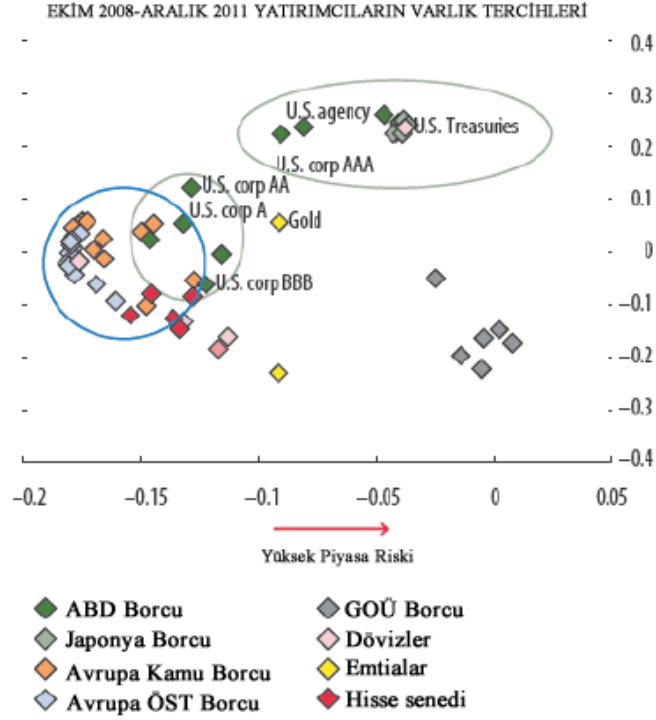 EKİM 2008-ARALIK 2011 YATIRIMCILARIN VARLIK TERCİHLERİ
0.4
0.3
U.S. agency
U.S. Treasuries
0.2
U.S. corp AAA
U.S. corp AA
0.1
U.S. corp A
Gold
0
U.S. corp BBB
−0.1
−0.2
−0.3
−0.4
−0.2 −0.15 −0.1 −0.05 0 0.05
Yüksek Piyasa Riski
ABD Borcu
Japonya Borcu
Avrupa Kamu Borcu
Avrupa ÖST Borcu
GOÜ Borcu
Dövizler
Emtialar
Hisse senedi